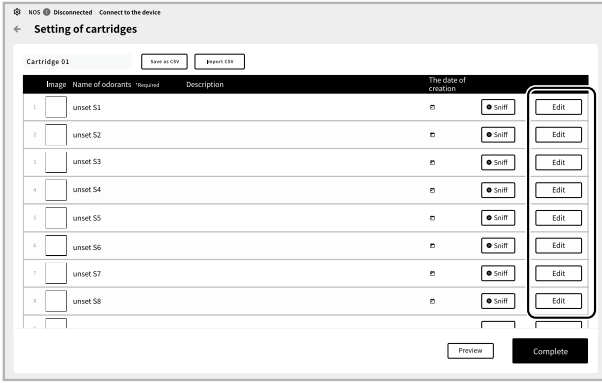 NOS Disconnected Connect to the device
← Setting of cartridges
Cartridge 01 Save as CSV Import CSV
Image Name of odorants *Required Description The date of creation
1 unset S1 Sniff Edit
2 unset S2 Sniff Edit
3 unset S3 Sniff Edit
4 unset S4 Sniff Edit
5 unset S5 Sniff Edit
6 unset S6 Sniff Edit
7 unset S7 Sniff Edit
8 unset S8 Sniff Edit
Preview Complete